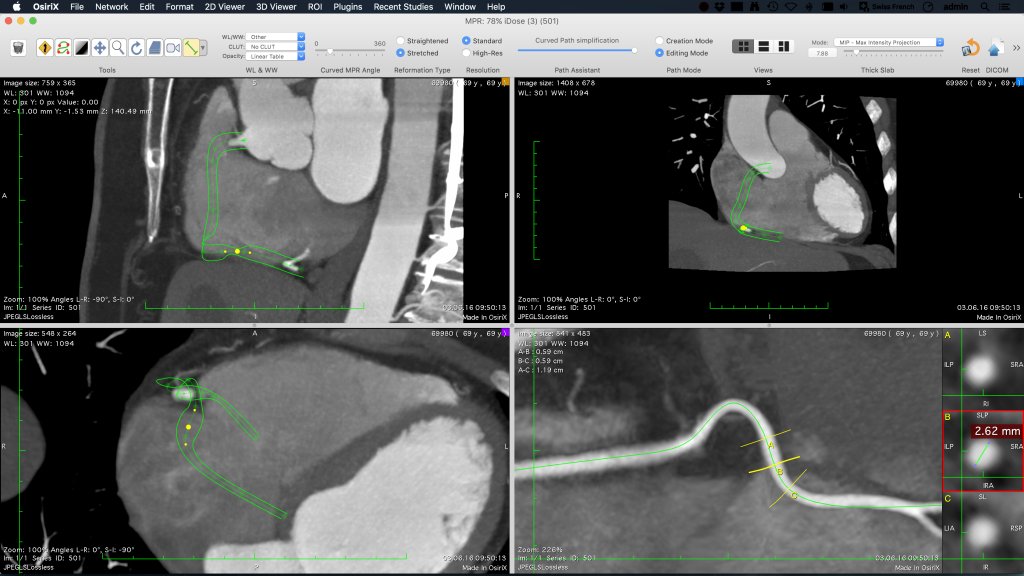 OsiriX File Network Edit Format 2D Viewer 3D Viewer ROI Plugins Recent Studies Window Help Swiss French admin
MPR: 78% iDose (3) (501)
WL/WW: Other
CLUT: No CLUT
Opacity: Linear Table
0 360
Straightened
Stretched
Standard
High-Res
Curved Path simplification
Creation Mode
Editing Mode
Mode: MIP - Max Intensity Projection
7.88
Tools WL & WW Curved MPR Angle Reformation Type Resolution Path Assistant Path Mode Views Thick Slab Reset DICOM
Image size: 759 x 365
WL: 301 WW: 1094
X: 0 px Y: 0 px Value: 0.00
X: -11.00 mm Y: -1.53 mm Z: 140.49 mm
69980 ( 69 y , 69 y )
A
P
Zoom: 100% Angles L-R: -90°, S-I: 0°
Im: 1/1 Series ID: 501
JPEGLSLossless
I
03.06.16 09:50:13
Made In OsiriX
Image size: 1408 x 678
WL: 301 WW: 1094
S
69980 ( 69 y , 69 y )
R
L
Zoom: 100% Angles L-R: 0°, S-I: 0°
Im: 1/1 Series ID: 501
JPEGLSLossless
I
03.06.16 09:50:13
Made In OsiriX
Image size: 548 x 264
WL: 301 WW: 1094
A
69980 ( 69 y , 69 y )
R
L
Zoom: 100% Angles L-R: 0°, S-I: -90°
Im: 1/1 Series ID: 501
JPEGLSLossless
P
03.06.16 09:50:13
Made In OsiriX
Image size: 841 x 483
WL: 301 WW: 1094
A-B : 0.59 cm
B-C : 0.59 cm
A-C : 1.19 cm
69980 ( 69 y , 69 y )
A
B
C
Zoom: 226%
Im: 1/1 Series ID: 501
JPEGLSLossless
03.06.16 09:50:13
Made In OsiriX
A
LS
ILP
SRA
RI
B
SLP
2.62 mm
ILP
SRA
IRA
C
SL
LIA
RSP
IR